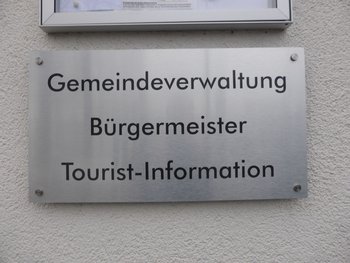 Gemeindeverwaltung
Bürgermeister
Tourist-Information